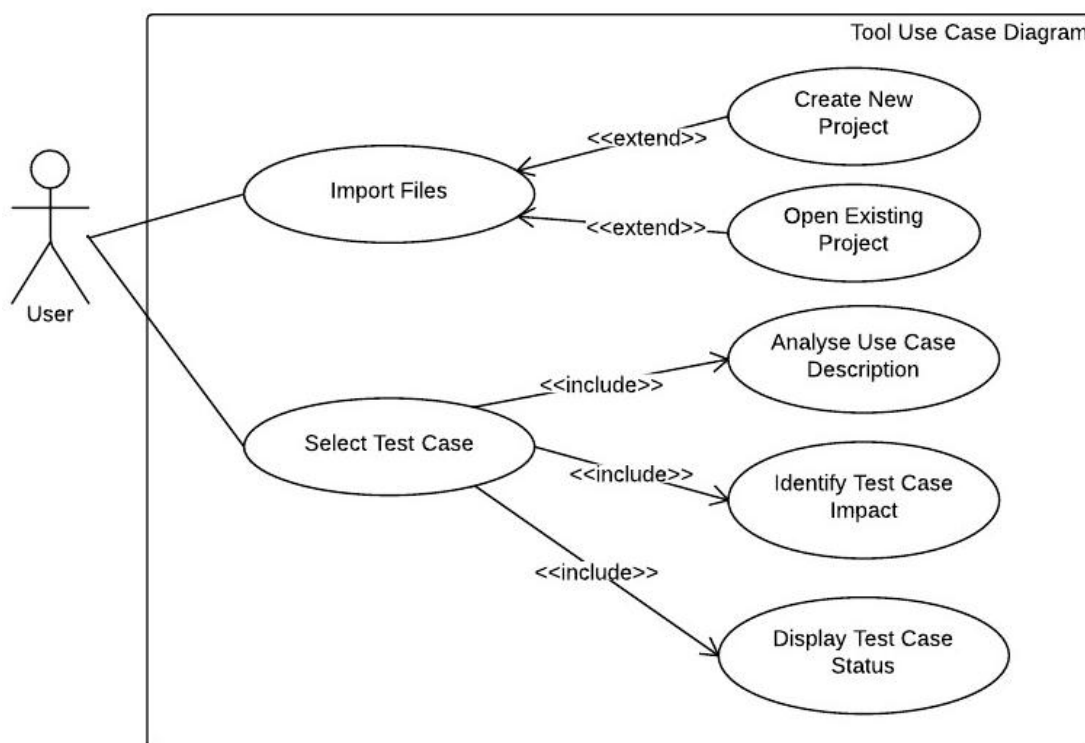 Tool Use Case Diagram
Create New
Project
<<extend>>
Import Files
Open Existing
Project
<<extend>>
User
Analyse Use Case
Description
<<include>>
Select Test Case
<<include>>
Identify Test Case
Impact
<<include>>
Display Test Case
Status